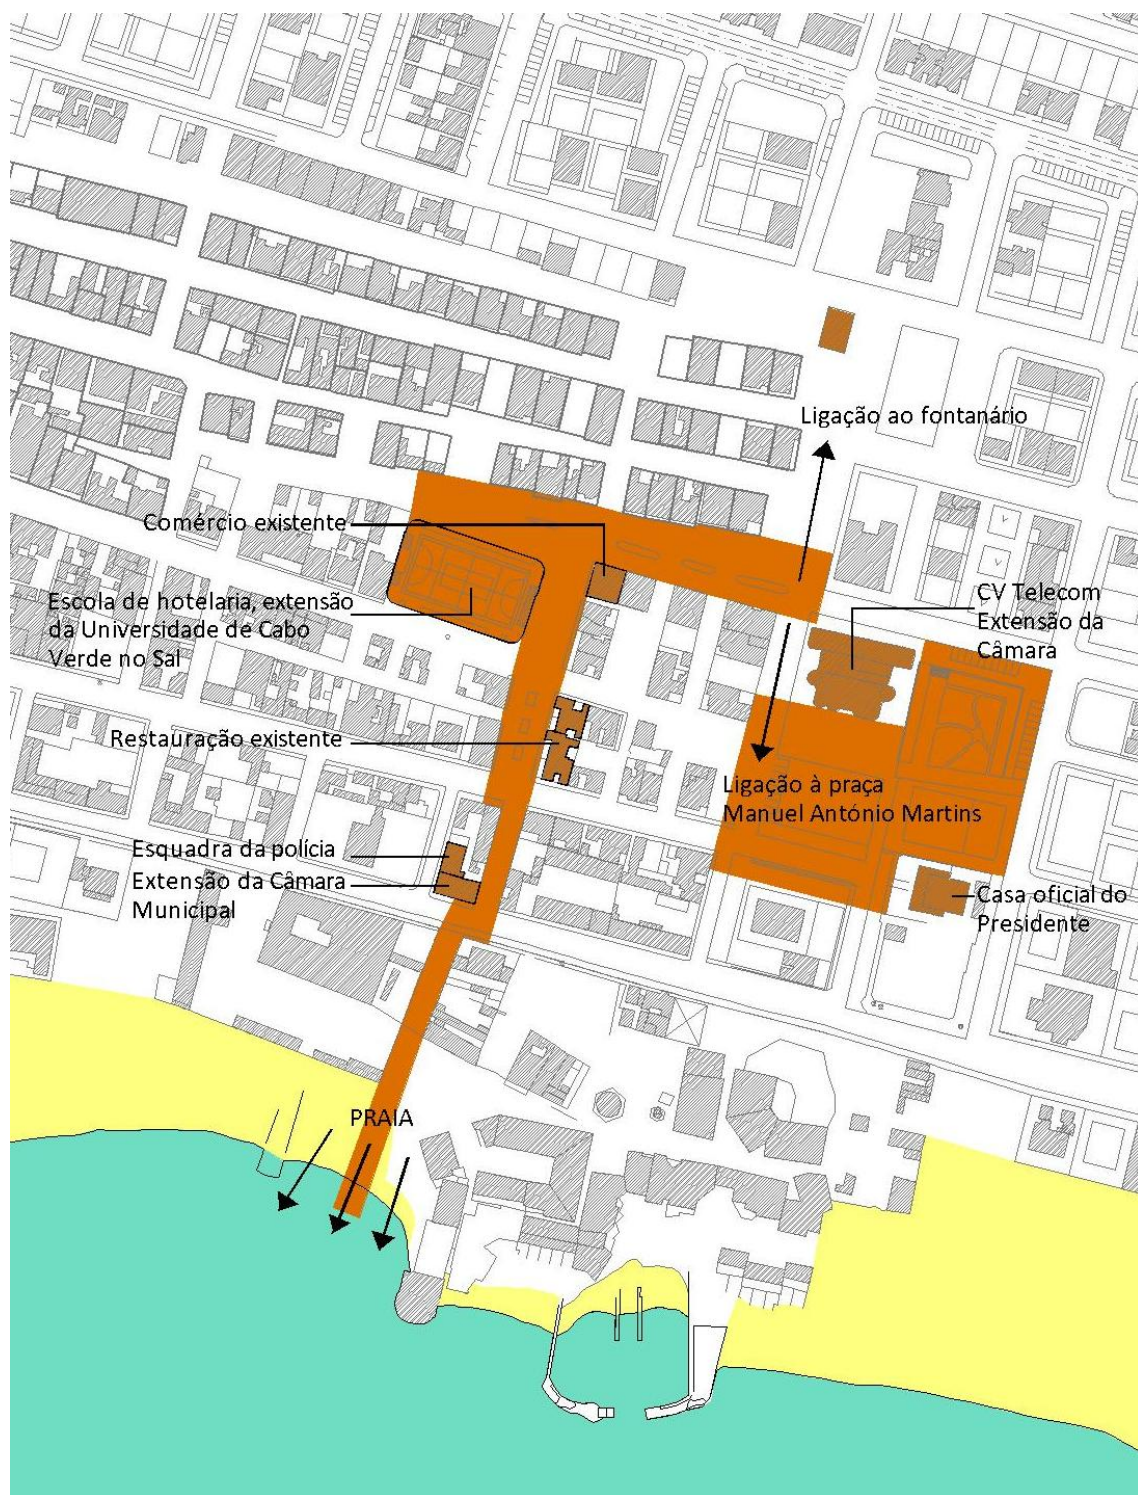 Ligação ao fontanário
Comércio existente
CV Telecom
Extensão da
Câmara
Escola de hotelaria, extensão
da Universidade de Cabo
Verde no Sal
Restauração existente
Ligação à praça
Manuel António Martins
Esquadra da polícia
Extensão da Câmara
Municipal
Casa oficial do
Presidente
PRAIA